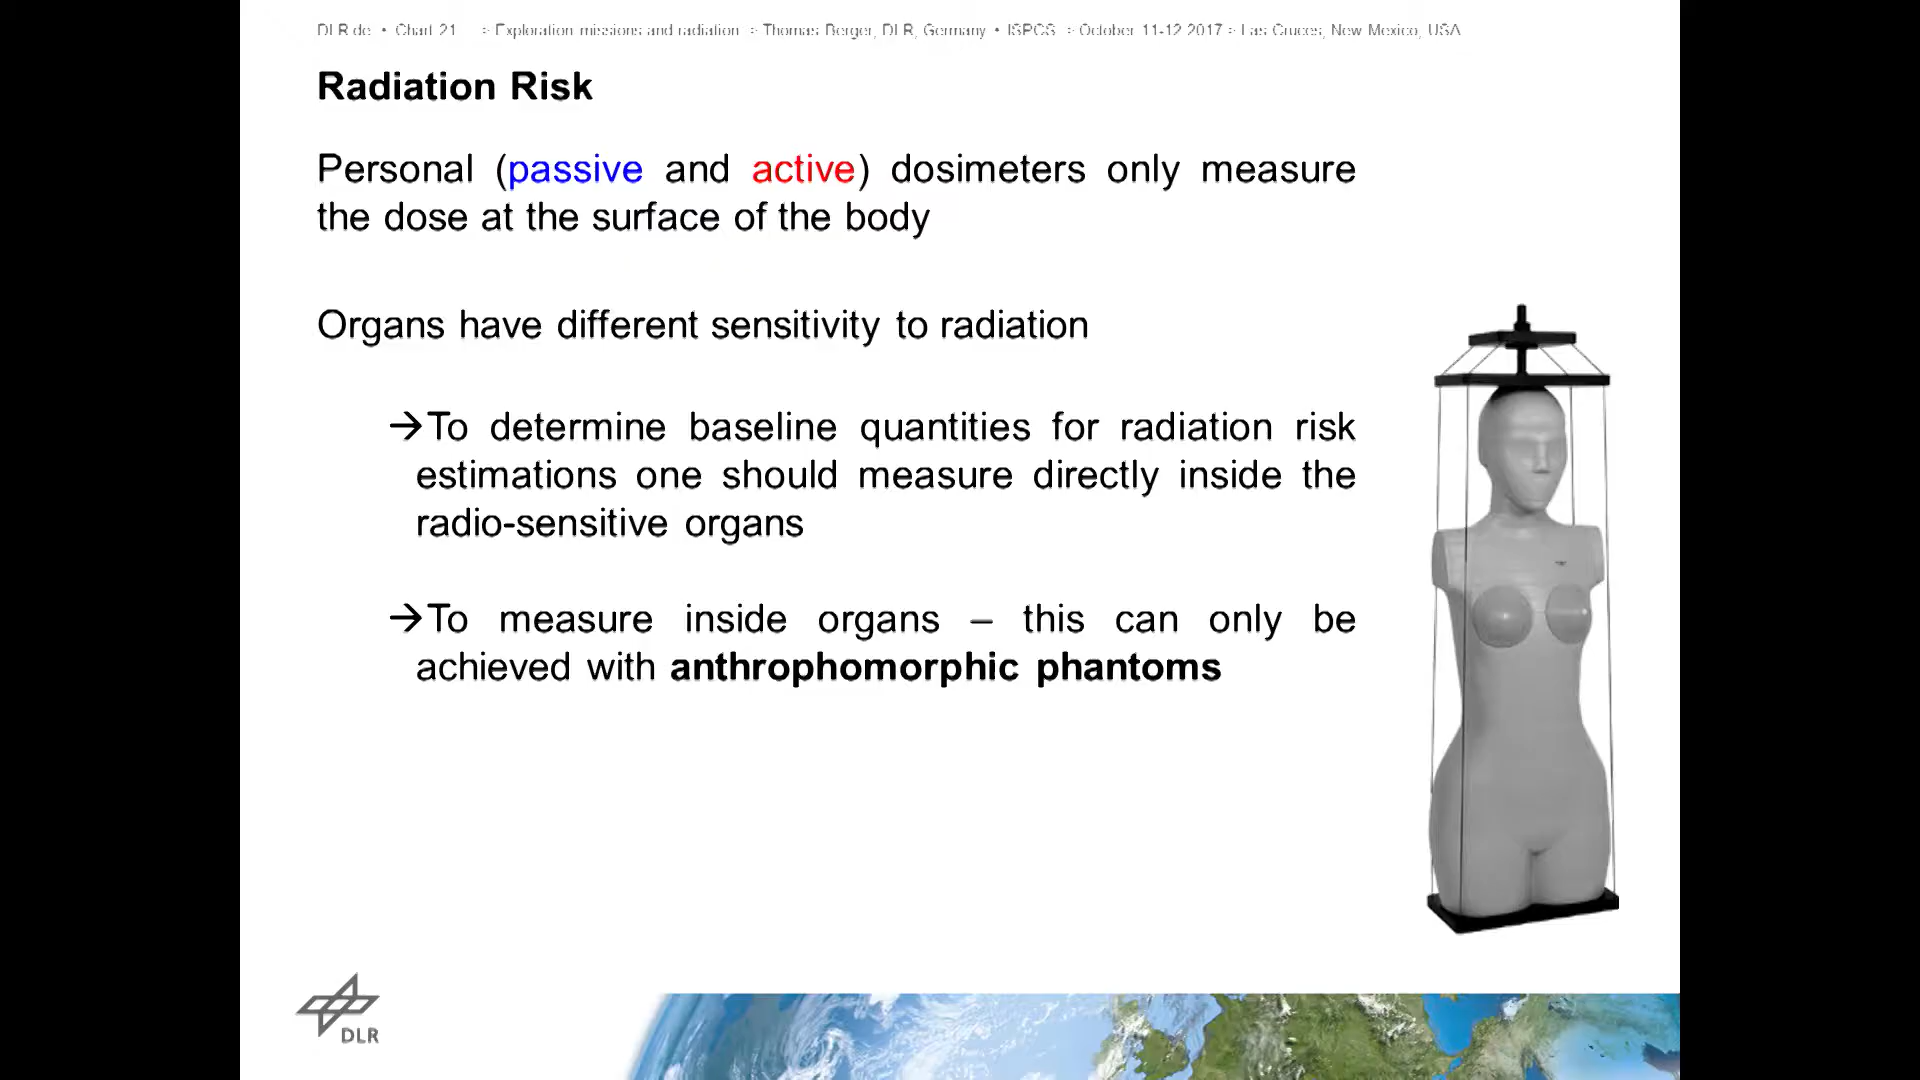 DLR.de • Chart 21 > Exploration missions and radiation > Thomas Berger, DLR, Germany • ISPCS > October 11-12 2017 > Las Cruces, New Mexico, USA
Radiation Risk
Personal (passive and active) dosimeters only measure
the dose at the surface of the body
Organs have different sensitivity to radiation
→To determine baseline quantities for radiation risk
estimations one should measure directly inside the
radio-sensitive organs
→To measure inside organs – this can only be
achieved with anthrophomorphic phantoms
DLR